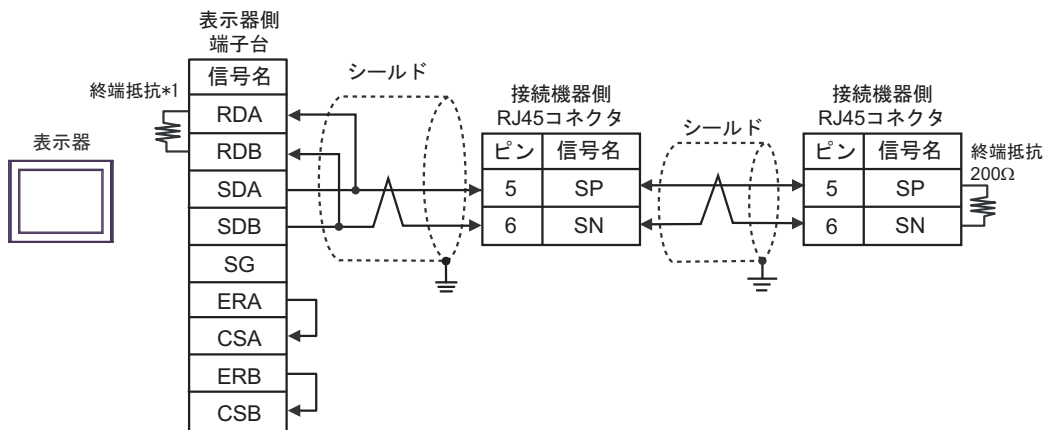 表示器
終端抵抗*1
表示器側
端子台
信号名
RDA
RDB
SDA
SDB
SG
ERA
CSA
ERB
CSB
シールド
接続機器側
RJ45コネクタ
ピン 信号名
5 SP
6 SN
シールド
接続機器側
RJ45コネクタ
ピン 信号名
5 SP
6 SN
終端抵抗
200Ω